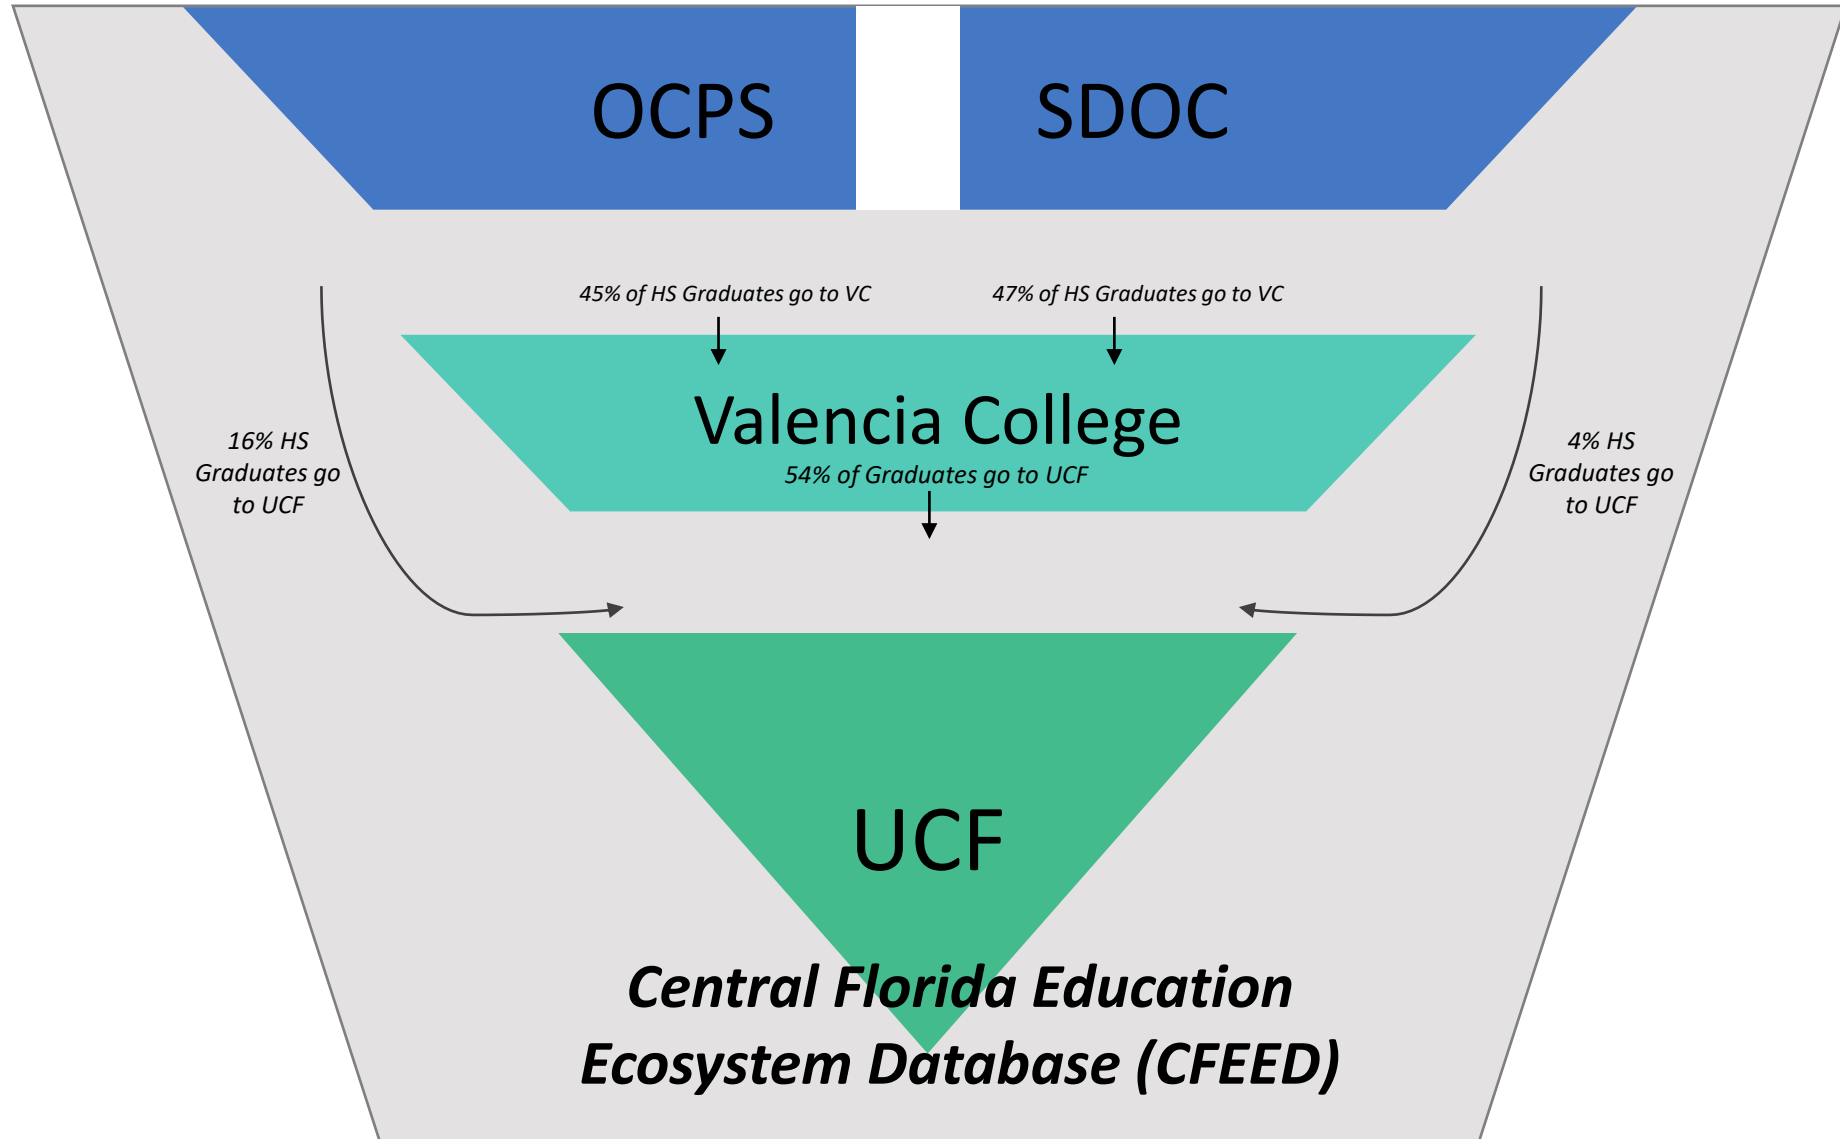 OCPS
SDOC
45% of HS Graduates go to VC
47% of HS Graduates go to VC
16% HS
Graduates go
to UCF
Valencia College
54% of Graduates go to UCF
4% HS
Graduates go
to UCF
UCF
Central Florida Education
Ecosystem Database (CFEED)